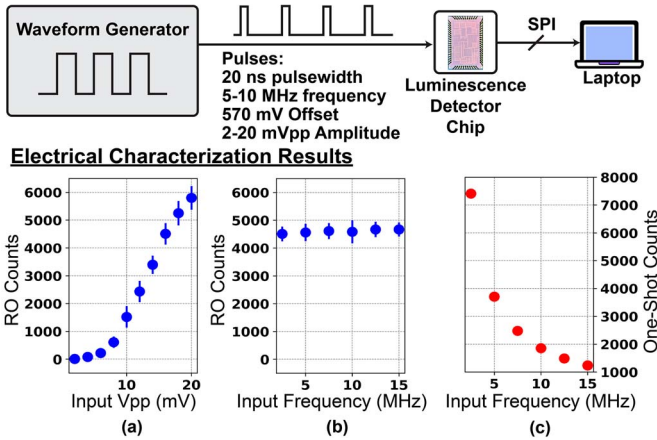 Waveform Generator
Pulses:
20 ns pulsewidth
5-10 MHz frequency
570 mV Offset
2-20 mVpp Amplitude
Luminescence
Detector
Chip
SPI
Laptop
Electrical Characterization Results
6000
5000
4000
3000
2000
1000
0
RO Counts
10
20
Input Vpp (mV)
(a)
6000
5000
4000
3000
2000
1000
0
RO Counts
5
10
15
Input Frequency (MHz)
(b)
8000
7000
6000
5000
4000
3000
2000
1000
One-Shot Counts
5
10
15
Input Frequency (MHz)
(c)